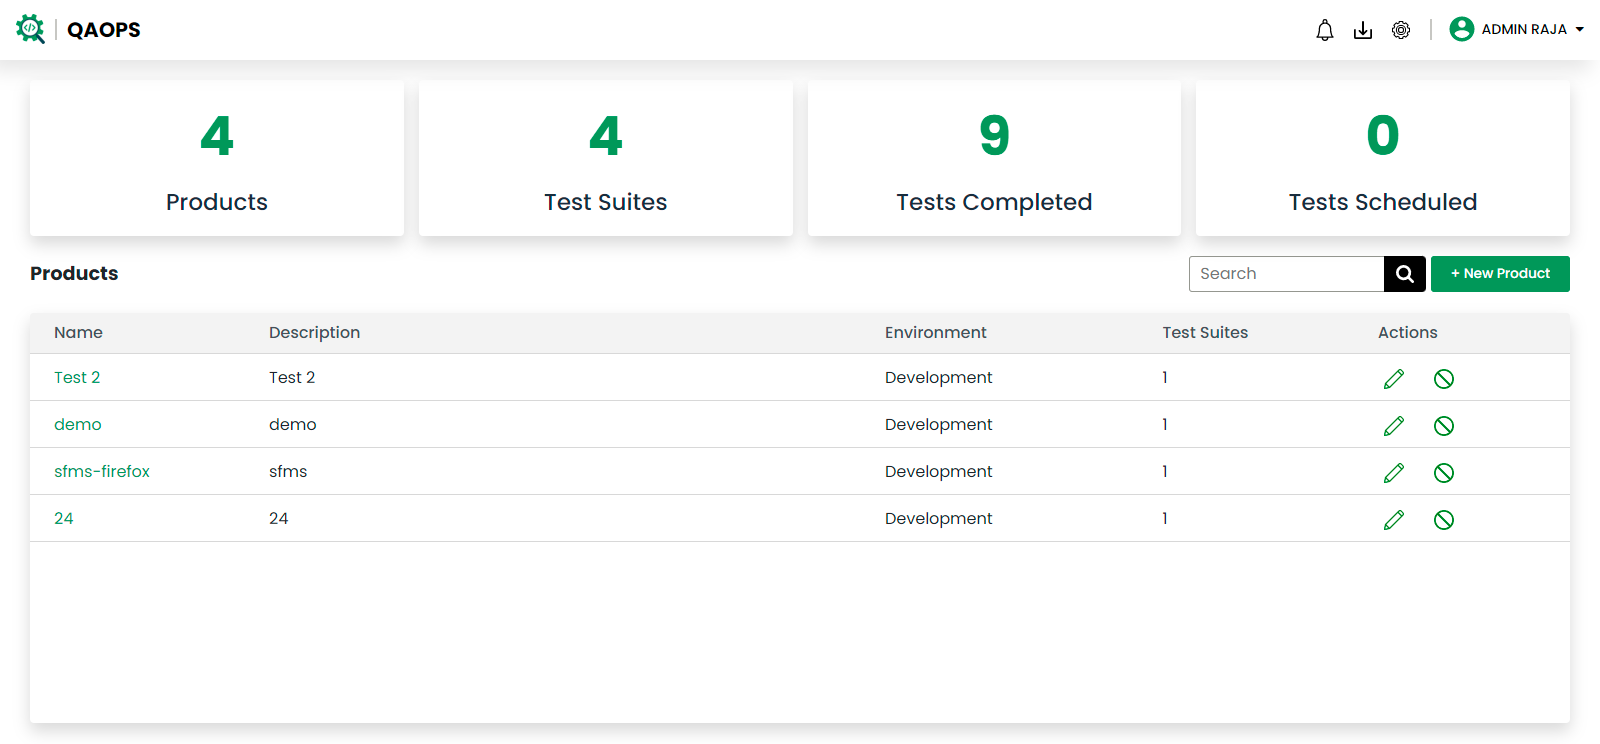 QAOPS
ADMIN RAJA
4
4
9
0
Products
Test Suites
Tests Completed
Tests Scheduled
Products
Search
+ New Product
Name Description Environment Test Suites Actions
Test 2 Test 2 Development 1
demo demo Development 1
sfms-firefox sfms Development 1
24 24 Development 1